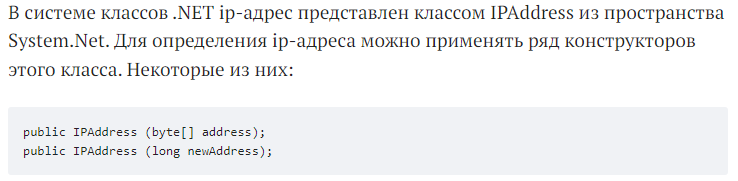 В системе классов .NET ip-адрес представлен классом IPAddress из пространства
System.Net. Для определения ip-адреса можно применять ряд конструкторов
этого класса. Некоторые из них:
public IPAddress (byte[] address);
public IPAddress (long newAddress);